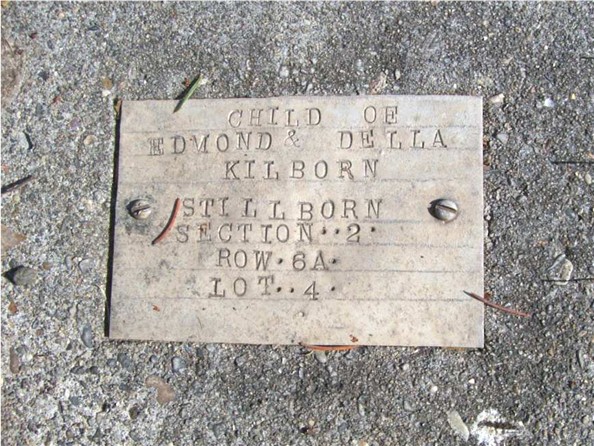 CHILD OF
EDMOND & DELLA
KILBORN
STILLBORN
SECTION··2·
ROW·6A·
LOT··4·